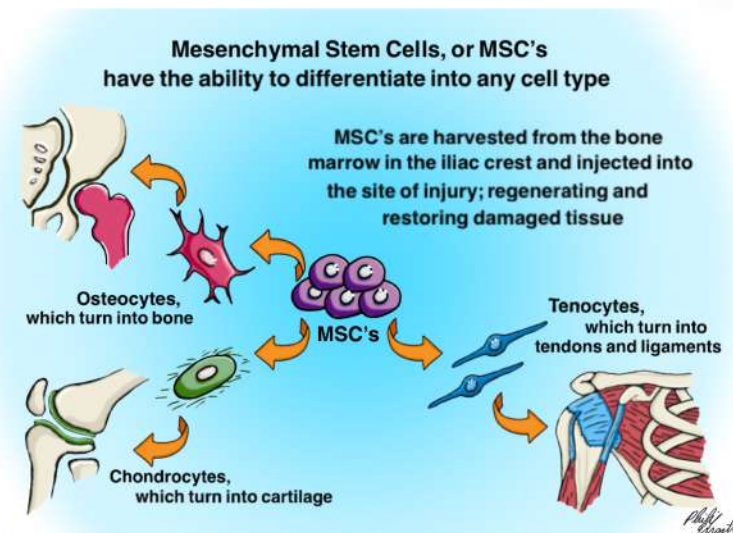 Mesenchymal Stem Cells, or MSC's
have the ability to differentiate into any cell type
MSC's are harvested from the bone
marrow in the iliac crest and injected into
the site of injury; regenerating and
restoring damaged tissue
Osteocytes,
which turn into bone
MSC's
Tenocytes,
which turn into
tendons and ligaments
Chondrocytes,
which turn into cartilage